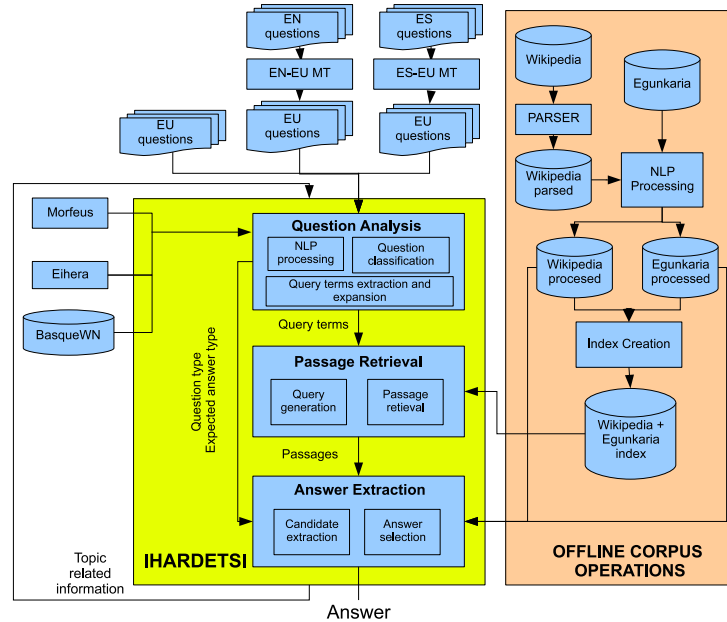 EN
questions
ES
questions
EN-EU MT
ES-EU MT
EU
questions
EU
questions
EU
questions
Wikipedia
Egunkaria
PARSER
Wikipedia
parsed
NLP
Processing
Wikipedia
procesed
Egunkaria
processed
Index Creation
Wikipedia +
Egunkaria
index
OFFLINE CORPUS
OPERATIONS
Morfeus
Eihera
BasqueWN
Question Analysis
NLP
processing
Question
classification
Query terms extraction and
expansion
Query terms
Question type
Expected answer type
Passage Retrieval
Query
generation
Passage
retieval
Passages
Answer Extraction
Candidate
extraction
Answer
selection
IHARDETSI
Topic
related
information
Answer